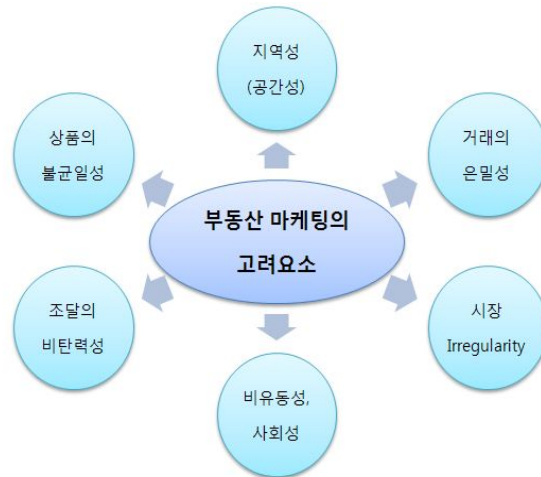 지역성
(공간성)
상품의
불균일성
거래의
은밀성
부동산 마케팅의
고려요소
조달의
비탄력성
시장
Irregularity
비유동성,
사회성